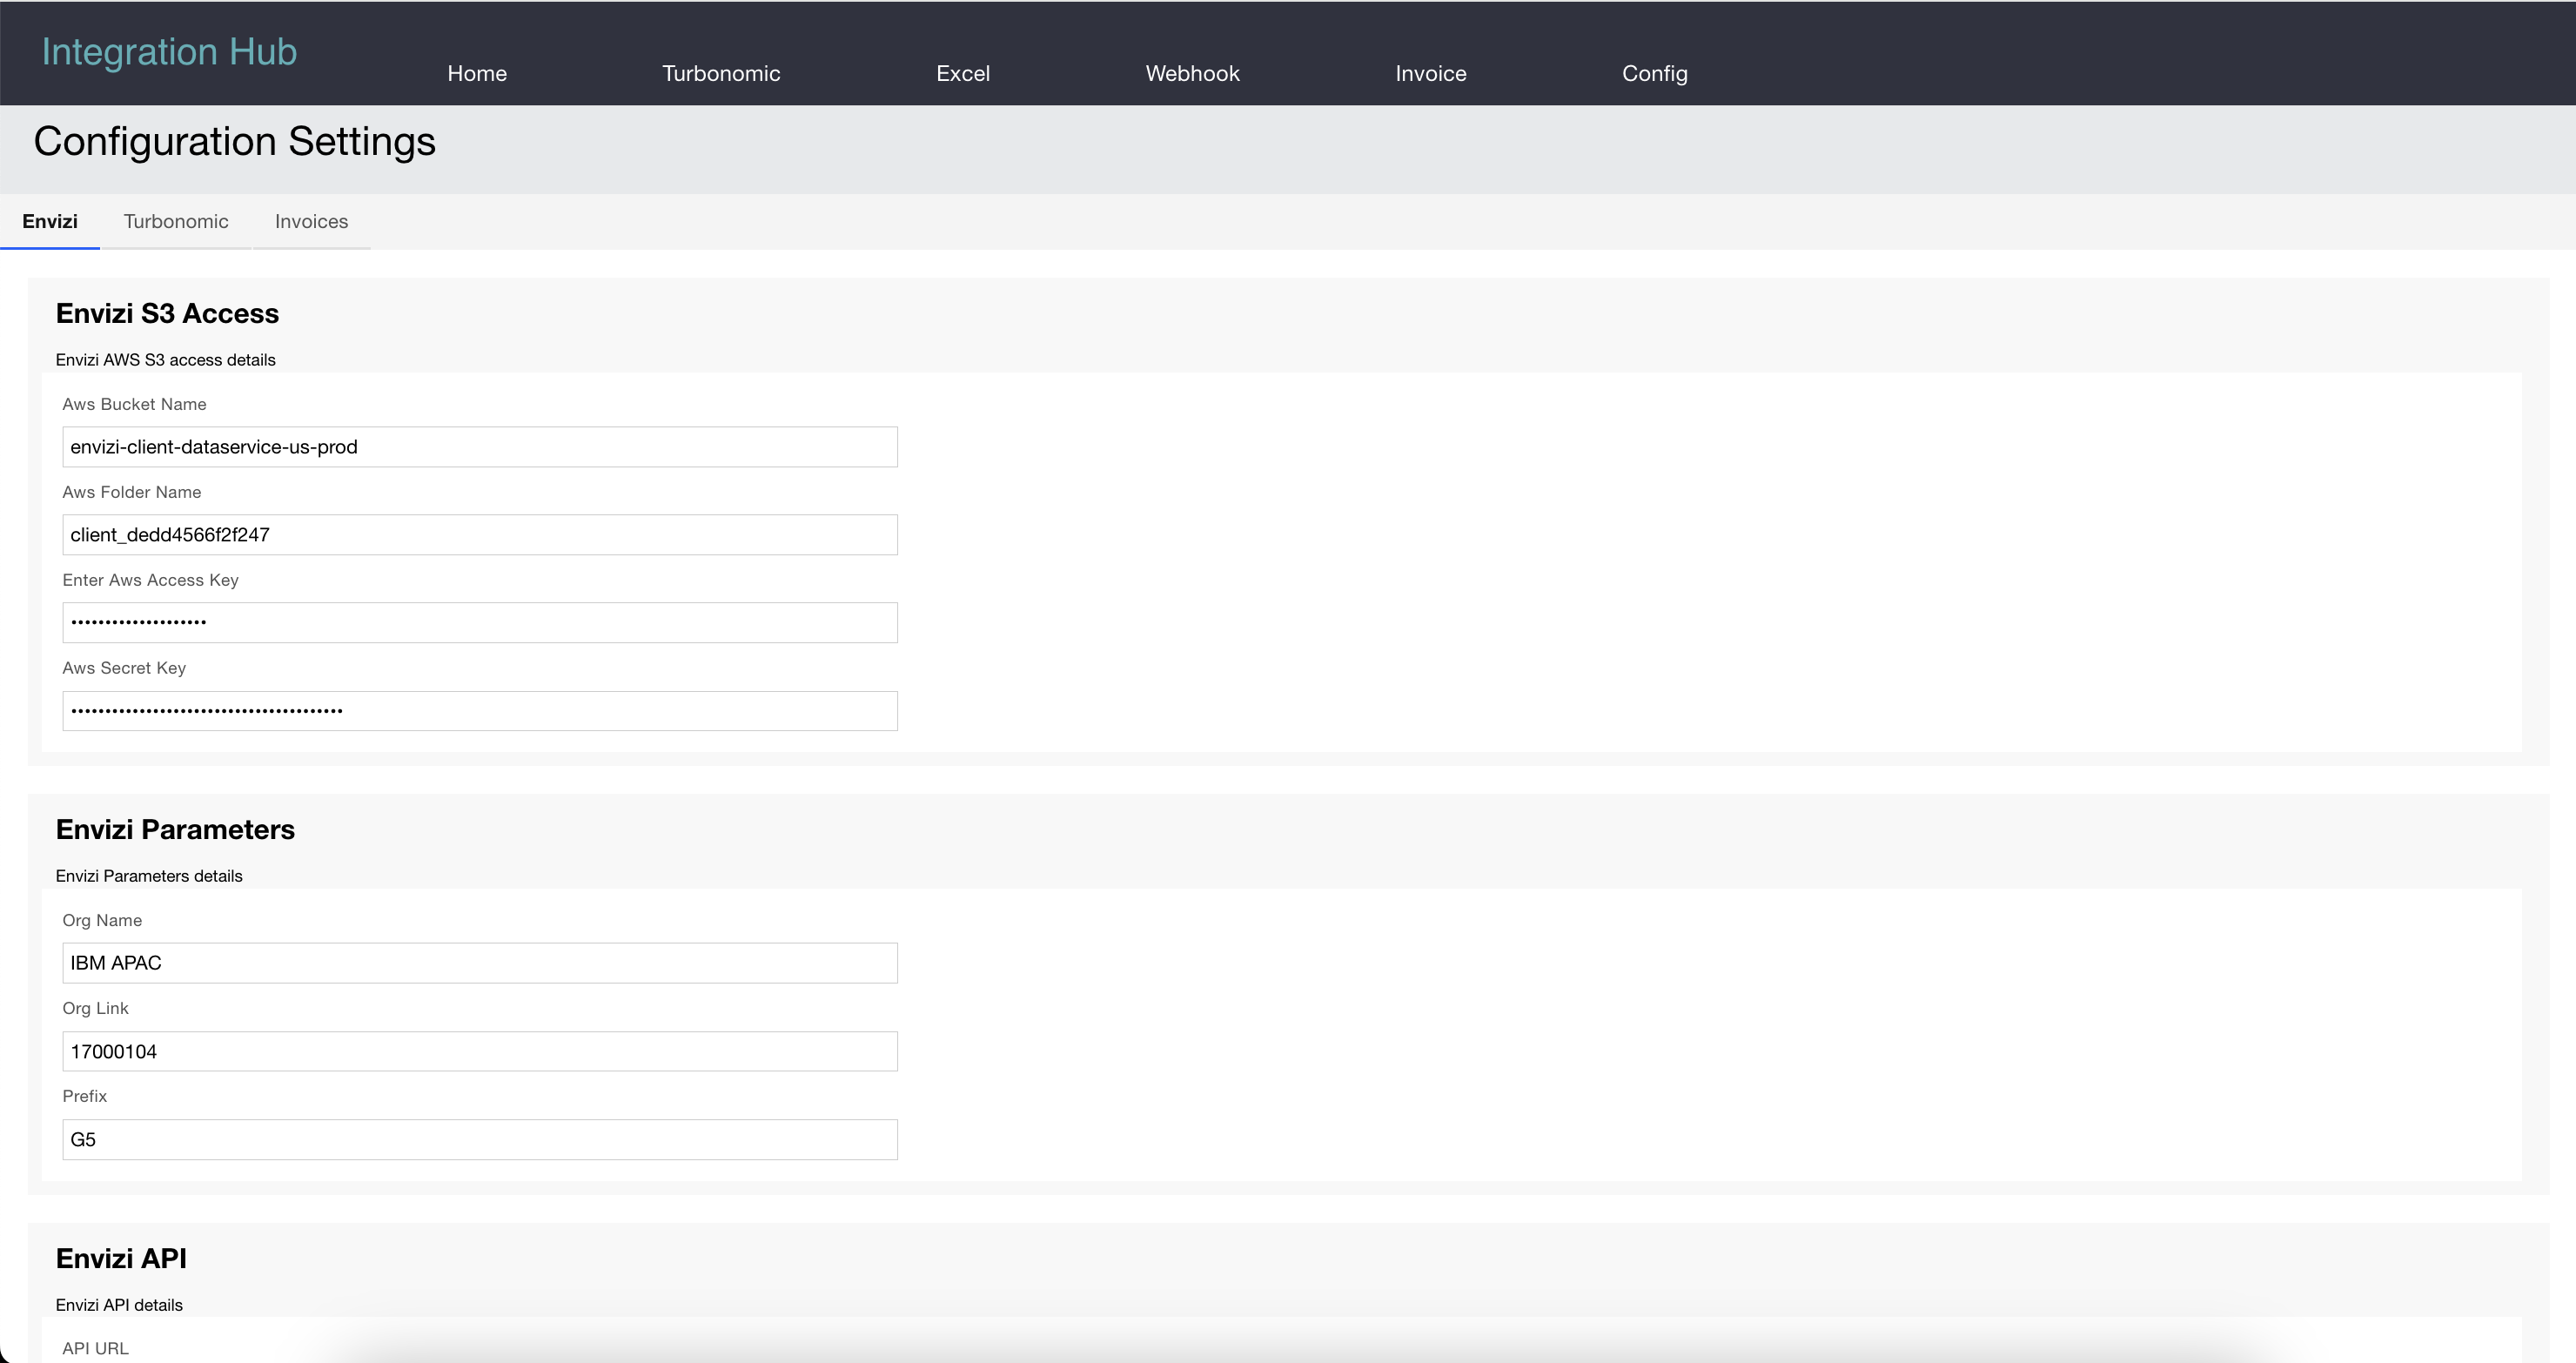 Integration Hub
Home Turbonomic Excel Webhook Invoice Config
Configuration Settings
Envizi Turbonomic Invoices
Envizi S3 Access
Envizi AWS S3 access details
Aws Bucket Name
envizi-client-dataservice-us-prod
Aws Folder Name
client_dedd4566f2f247
Enter Aws Access Key
••••••••••••••••••••
Aws Secret Key
••••••••••••••••••••••••••••••••••••••••
Envizi Parameters
Envizi Parameters details
Org Name
IBM APAC
Org Link
17000104
Prefix
G5
Envizi API
Envizi API details
API URL